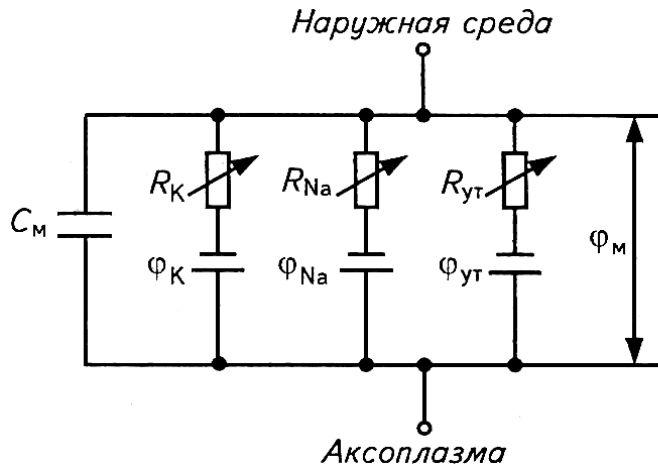 Наружная среда
R_K
R_Na
R_ут
C_м
φ_K
φ_Na
φ_ут
φ_м
Аксоплазма